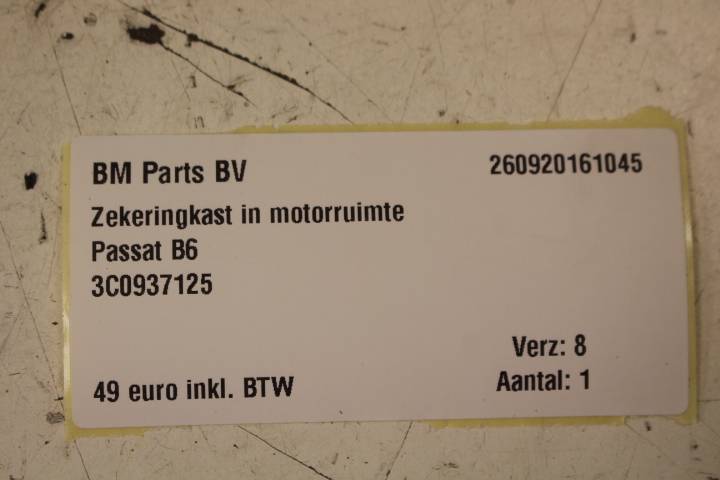 BM Parts BV
260920161045
Zekeringkast in motorruimte
Passat B6
3C0937125
Verz: 8
49 euro inkl. BTW
Aantal: 1